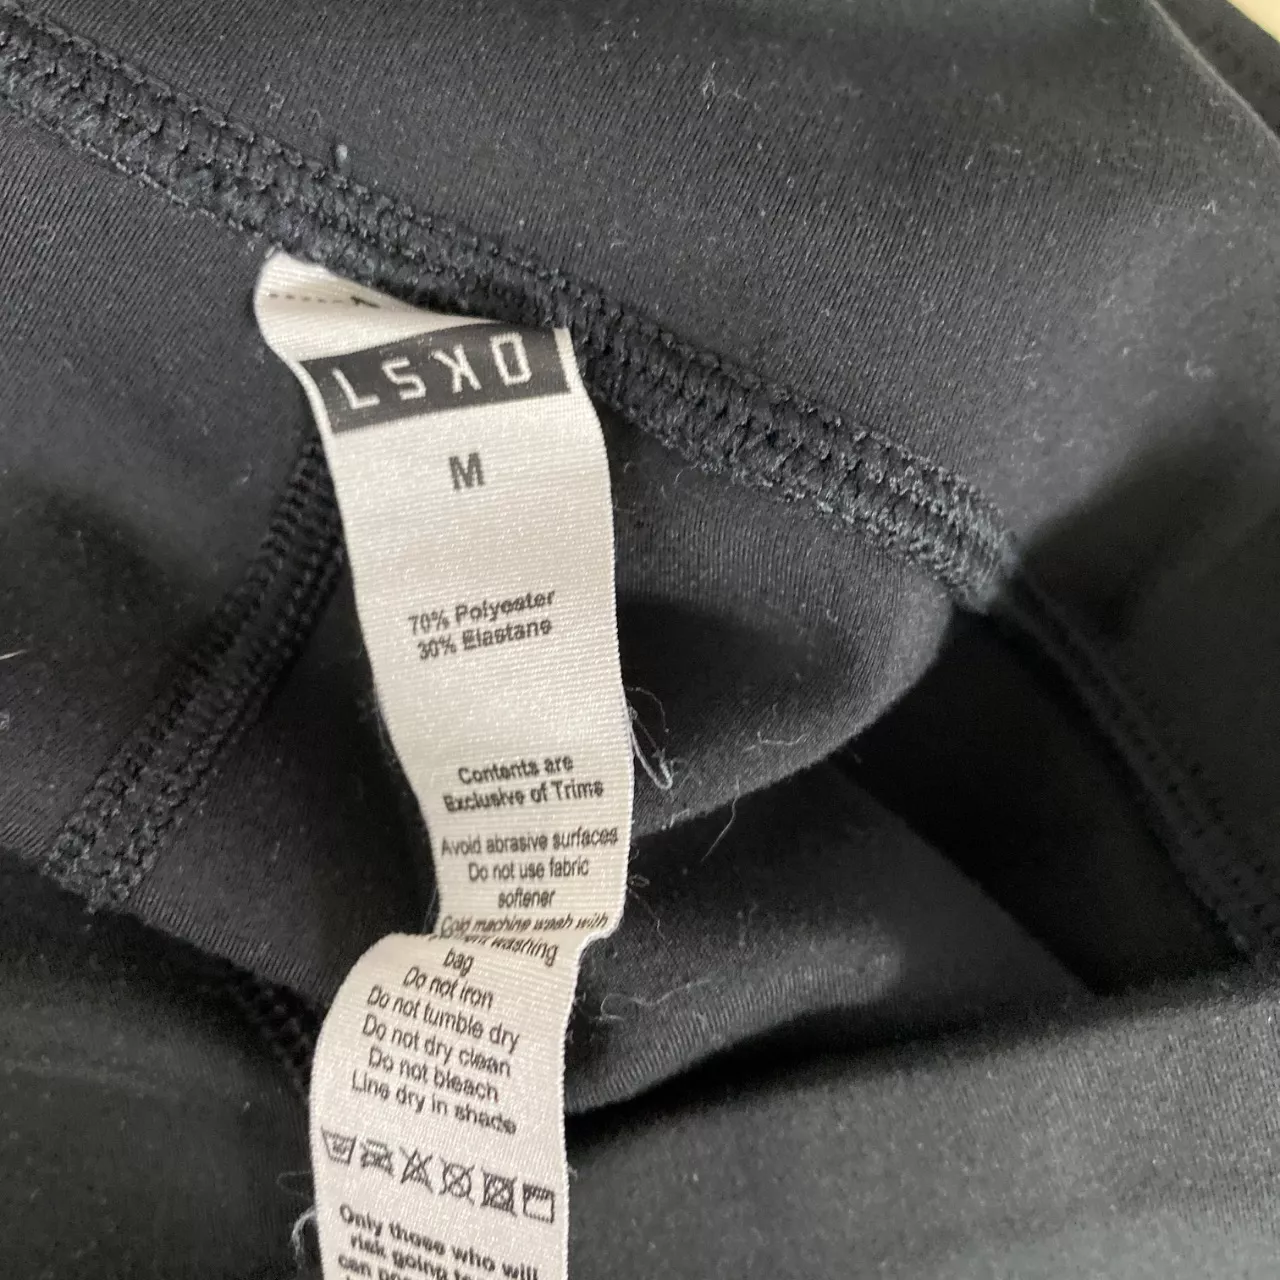 LSKD
M
70% Polyester
30% Elastane
Contents are
Exclusive of Trims
Avoid abrasive surfaces
Do not use fabric
softener
Cold machine wash with
washing
bag
Do not iron
Do not tumble dry
Do not dry clean
Do not bleach
Line dry in shade
Only those who will
risk going
can